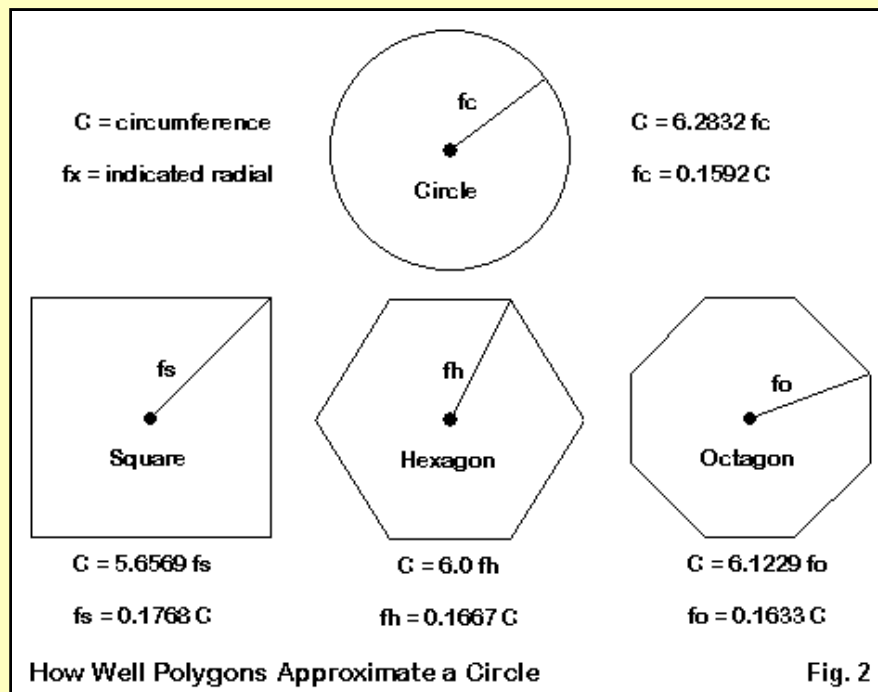 fc
C = circumference
C = 6.2832 fc
fx = indicated radial
fc = 0.1592 C
Circle
fs
fh
fo
Square
Hexagon
Octagon
C = 5.6569 fs
C = 6.0 fh
C = 6.1229 fo
fs = 0.1768 C
fh = 0.1667 C
fo = 0.1633 C
How Well Polygons Approximate a Circle
Fig. 2